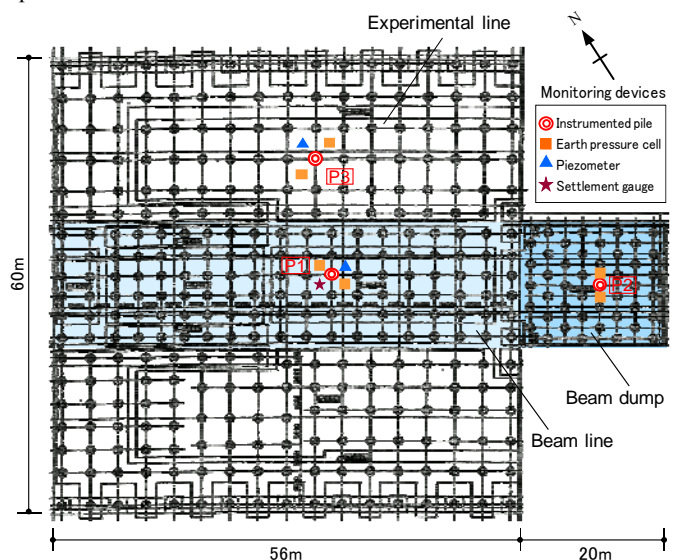 Experimental line
N
Monitoring devices
Instrumented pile
Earth pressure cell
Piezometer
Settlement gauge
P3
P1
P2
60m
Beam dump
Beam line
56m
20m